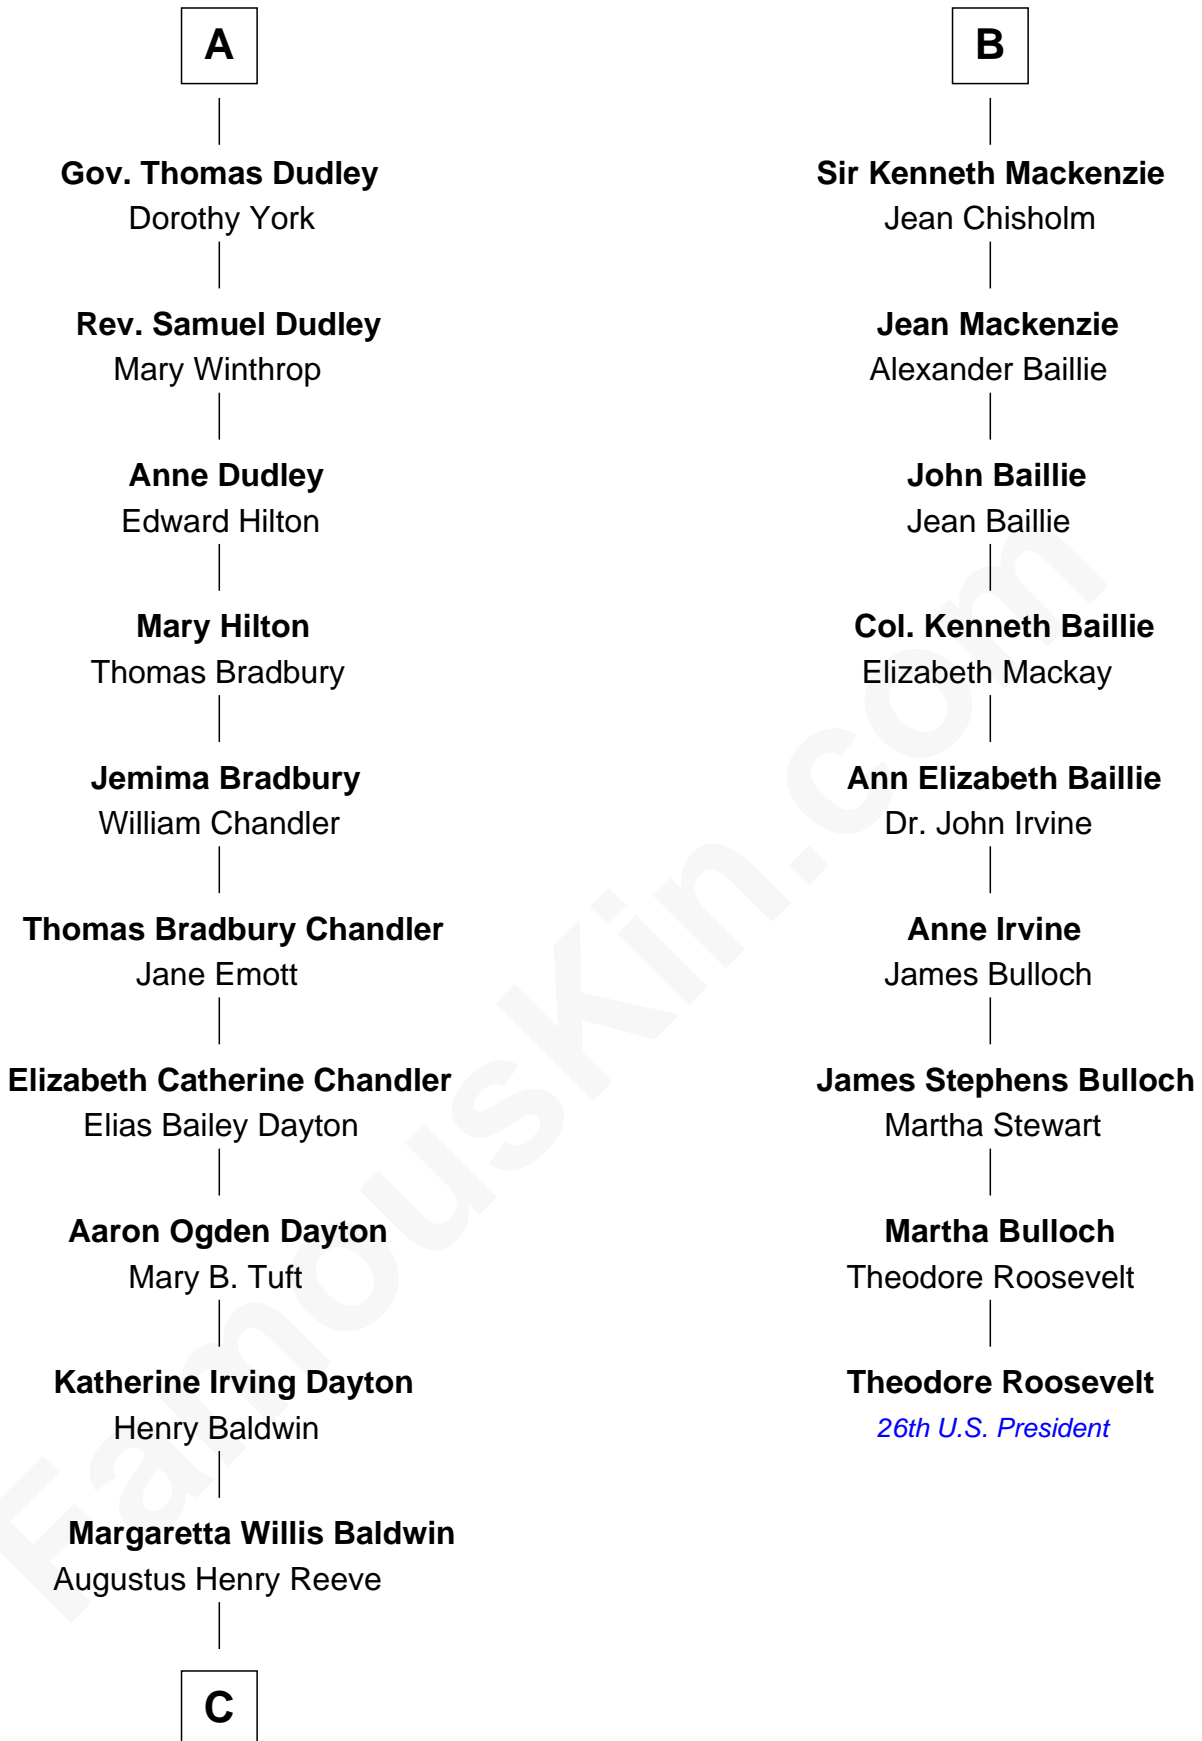 A
Gov. Thomas Dudley
Dorothy York
Rev. Samuel Dudley
Mary Winthrop
Anne Dudley
Edward Hilton
Mary Hilton
Thomas Bradbury
Jemima Bradbury
William Chandler
Thomas Bradbury Chandler
Jane Emott
Elizabeth Catherine Chandler
Elias Bailey Dayton
Aaron Ogden Dayton
Mary B. Tuft
Katherine Irving Dayton
Henry Baldwin
Margaretta Willis Baldwin
Augustus Henry Reeve
C
B
Sir Kenneth Mackenzie
Jean Chisholm
Jean Mackenzie
Alexander Baillie
John Baillie
Jean Baillie
Col. Kenneth Baillie
Elizabeth Mackay
Ann Elizabeth Baillie
Dr. John Irvine
Anne Irvine
James Bulloch
James Stephens Bulloch
Martha Stewart
Martha Bulloch
Theodore Roosevelt
Theodore Roosevelt
26th U.S. President
FamousKin.com